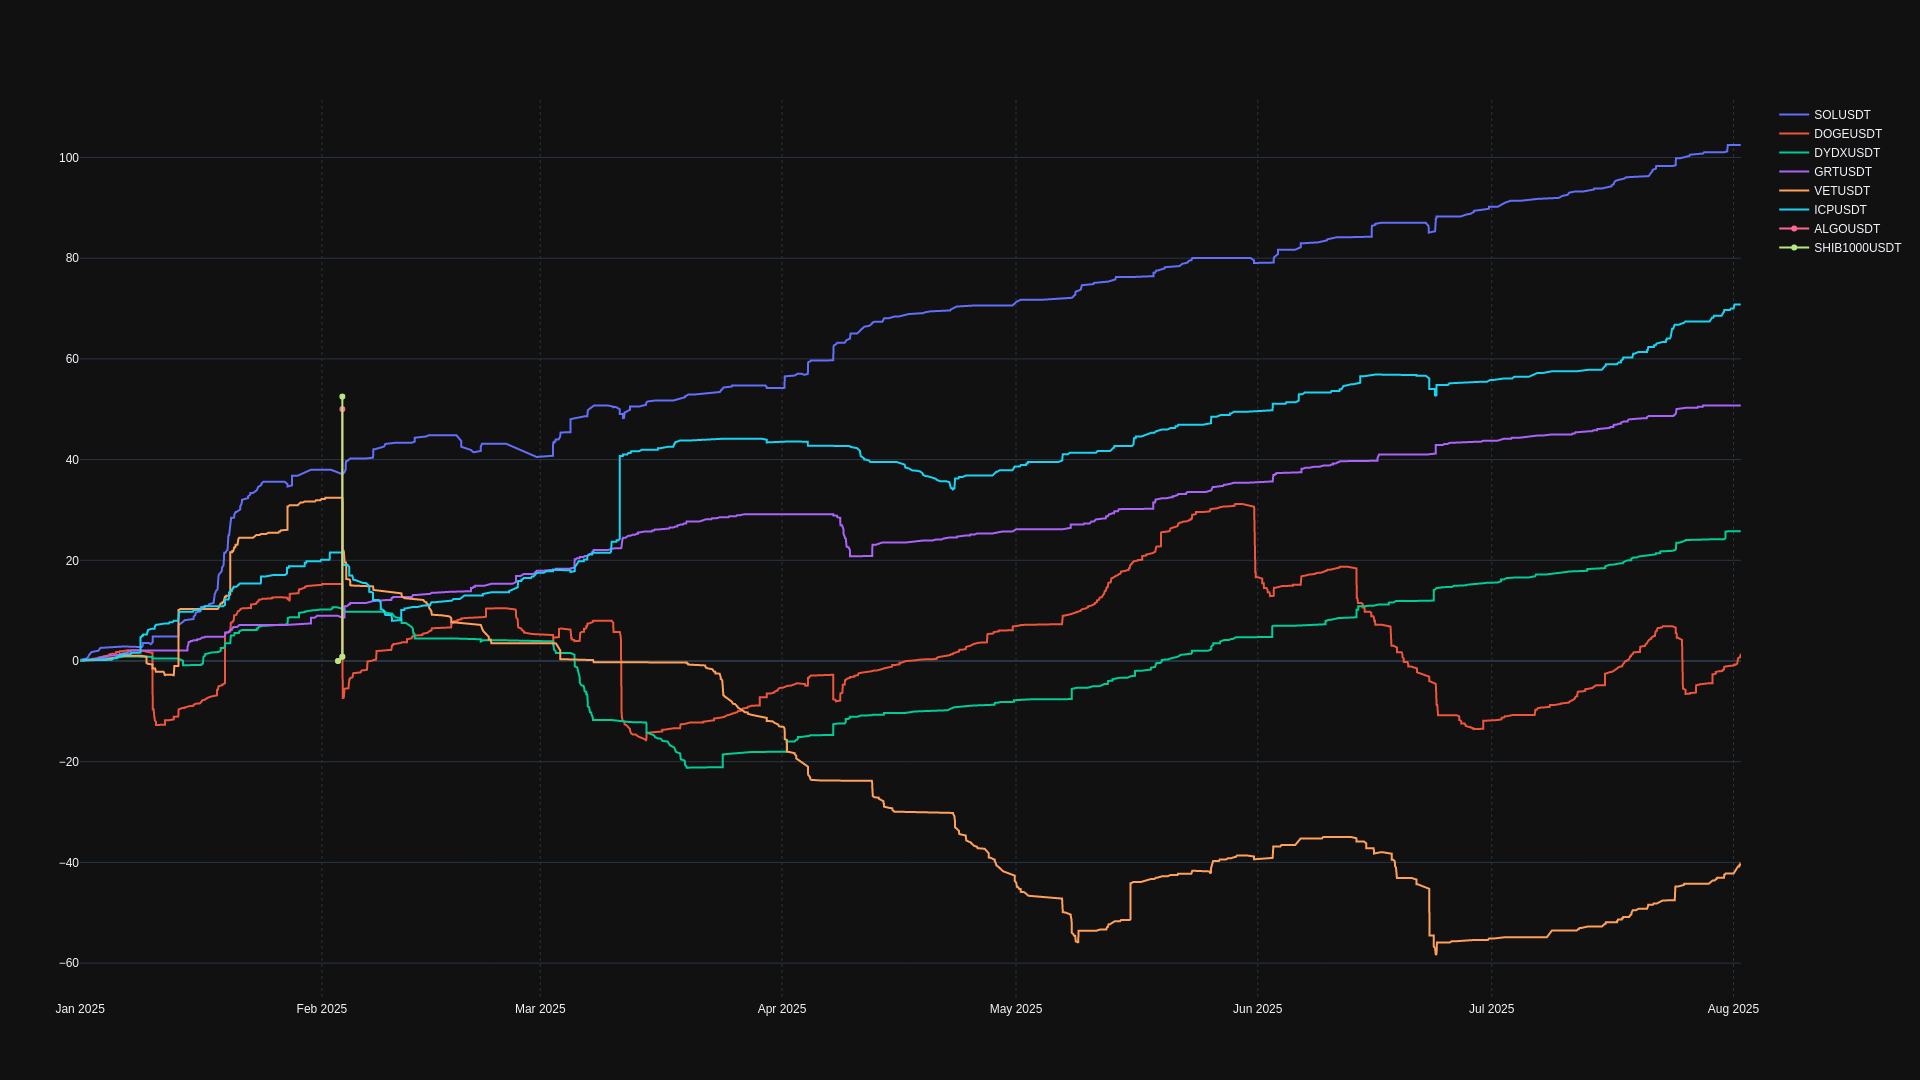 SOLUSDT
DOGEUSDT
DYDXUSDT
GRTUSDT
VETUSDT
ICPUSDT
ALGOUSDT
SHIB1000USDT
100
80
60
40
20
0
−20
−40
−60
Jan 2025 Feb 2025 Mar 2025 Apr 2025 May 2025 Jun 2025 Jul 2025 Aug 2025